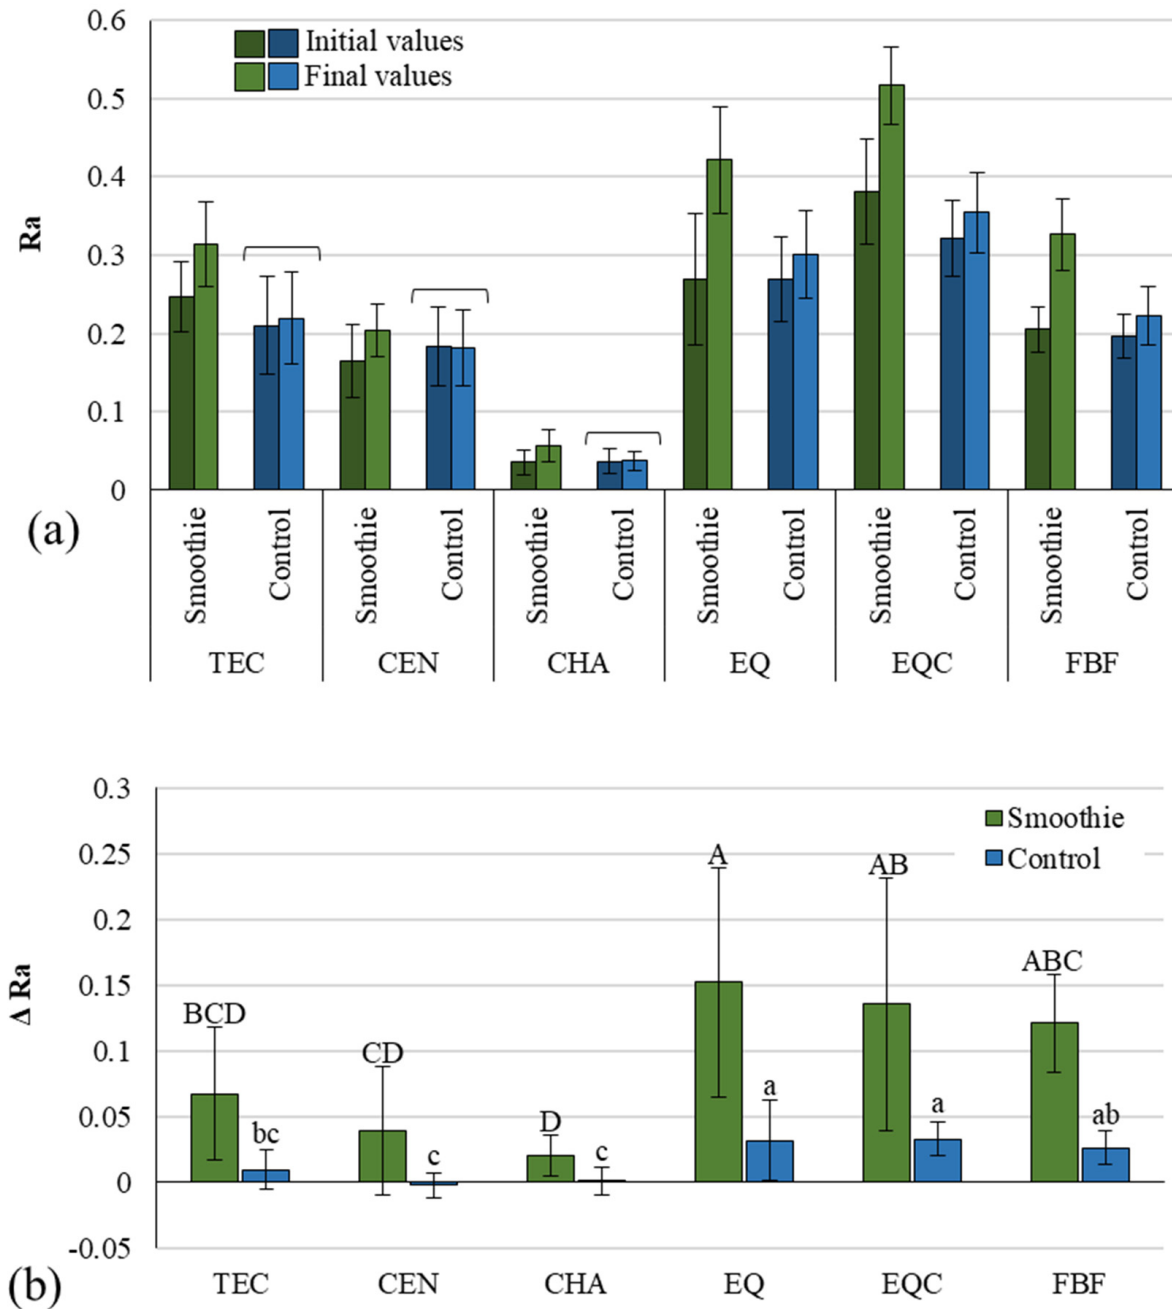 0.6
Initial values
Final values
0.5
0.4
Ra
0.3
0.2
0.1
0
(a)
Smoothie Control Smoothie Control Smoothie Control Smoothie Control Smoothie Control Smoothie Control
TEC CEN CHA EQ EQC FBF
0.3
Smoothie
Control
0.25
A AB
0.2
ABC
Δ Ra
0.15
BCD
0.1
CD
a
0.05
D a ab
bc c c
0
-0.05
(b)
TEC CEN CHA EQ EQC FBF